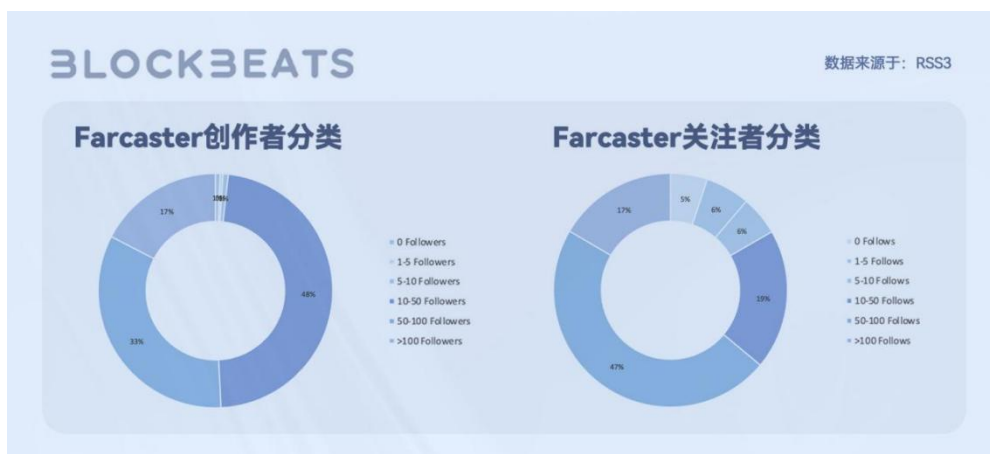 BLOCKBEATS
数据来源于：RSS3
Farcaster创作者分类
17%
48%
33%
0 Followers
1-5 Followers
5-10 Followers
10-50 Followers
50-100 Followers
>100 Followers
Farcaster关注者分类
5%
6%
6%
17%
19%
47%
0 Follows
1-5 Follows
5-10 Follows
10-50 Follows
50-100 Follows
>100 Follows